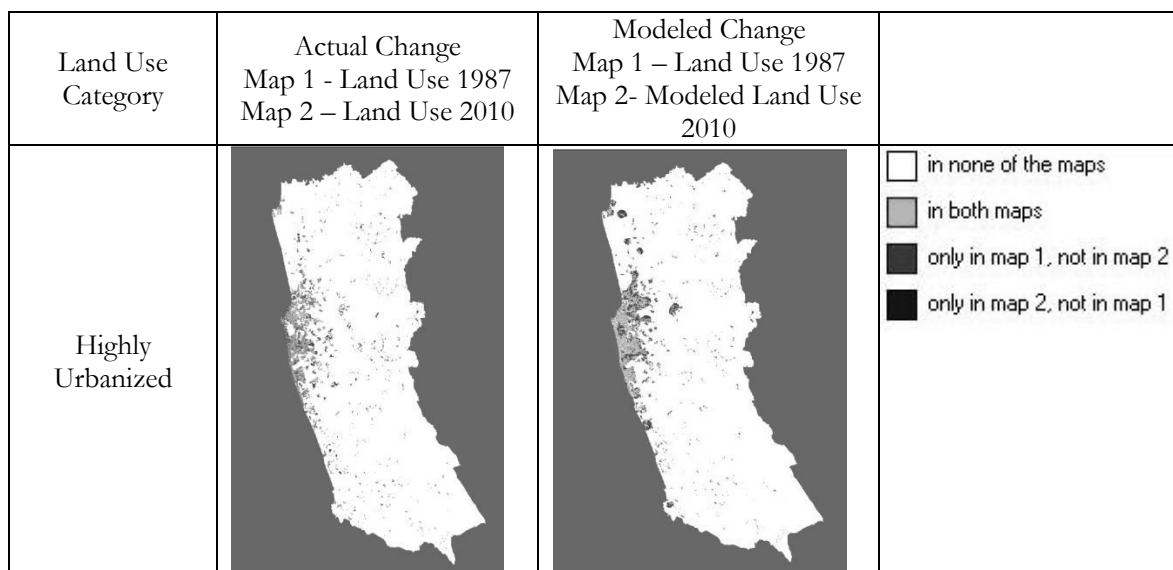 Land Use
Category
Actual Change
Map 1 - Land Use 1987
Map 2 – Land Use 2010
Modeled Change
Map 1 – Land Use 1987
Map 2- Modeled Land Use
2010
Highly
Urbanized
in none of the maps
in both maps
only in map 1, not in map 2
only in map 2, not in map 1